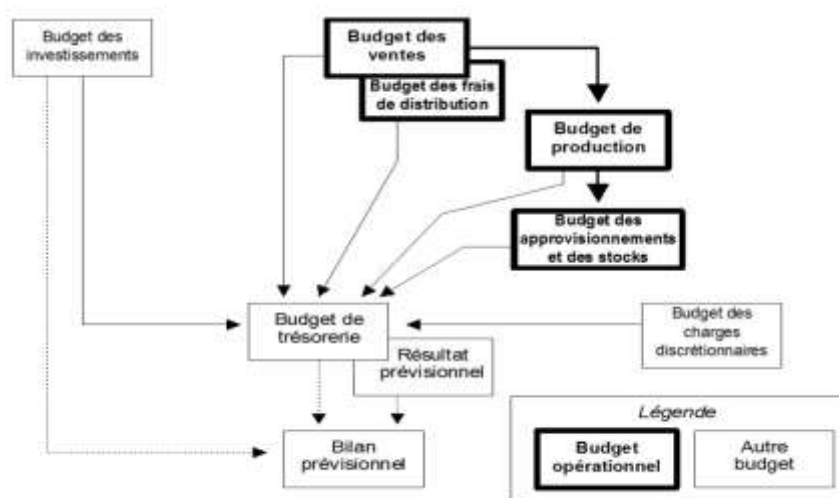 Budget des
investissements
Budget des
ventes
Budget des frais
de distribution
Budget de
production
Budget des
approvisionnements
et des stocks
Budget de
trésorerie
Résultat
prévisionnel
Budget des
charges
discrétionnaires
Bilan
prévisionnel
Légende
Budget
opérationnel
Autre
budget